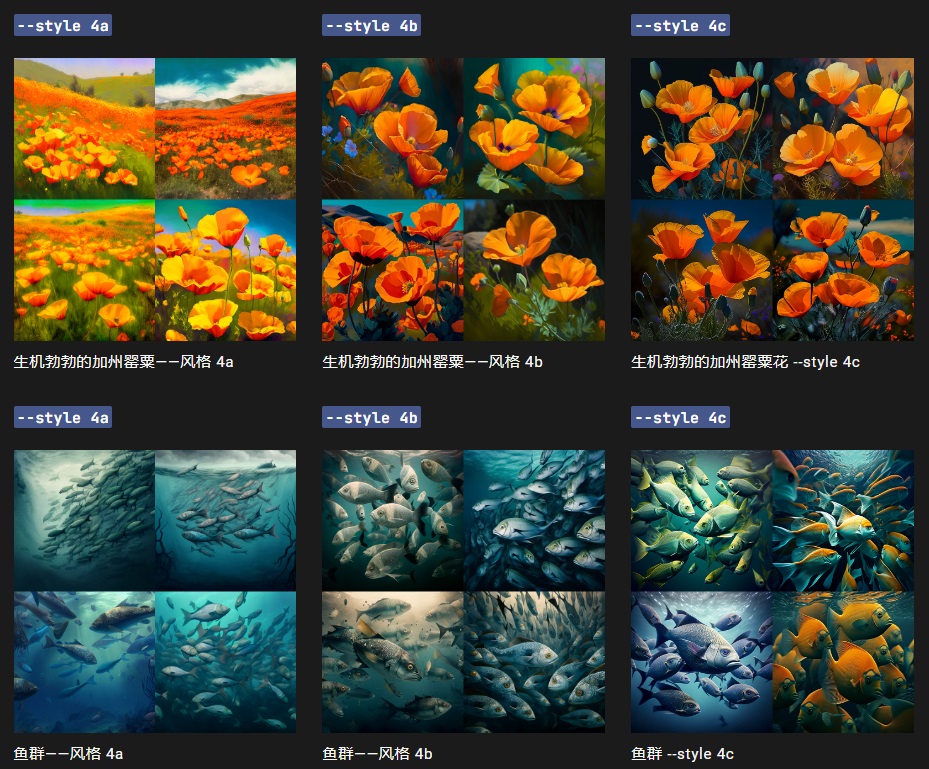 --style 4a
--style 4b
--style 4c
生机勃勃的加州罂粟——风格 4a
生机勃勃的加州罂粟——风格 4b
生机勃勃的加州罂粟花 --style 4c
--style 4a
--style 4b
--style 4c
鱼群——风格 4a
鱼群——风格 4b
鱼群 --style 4c